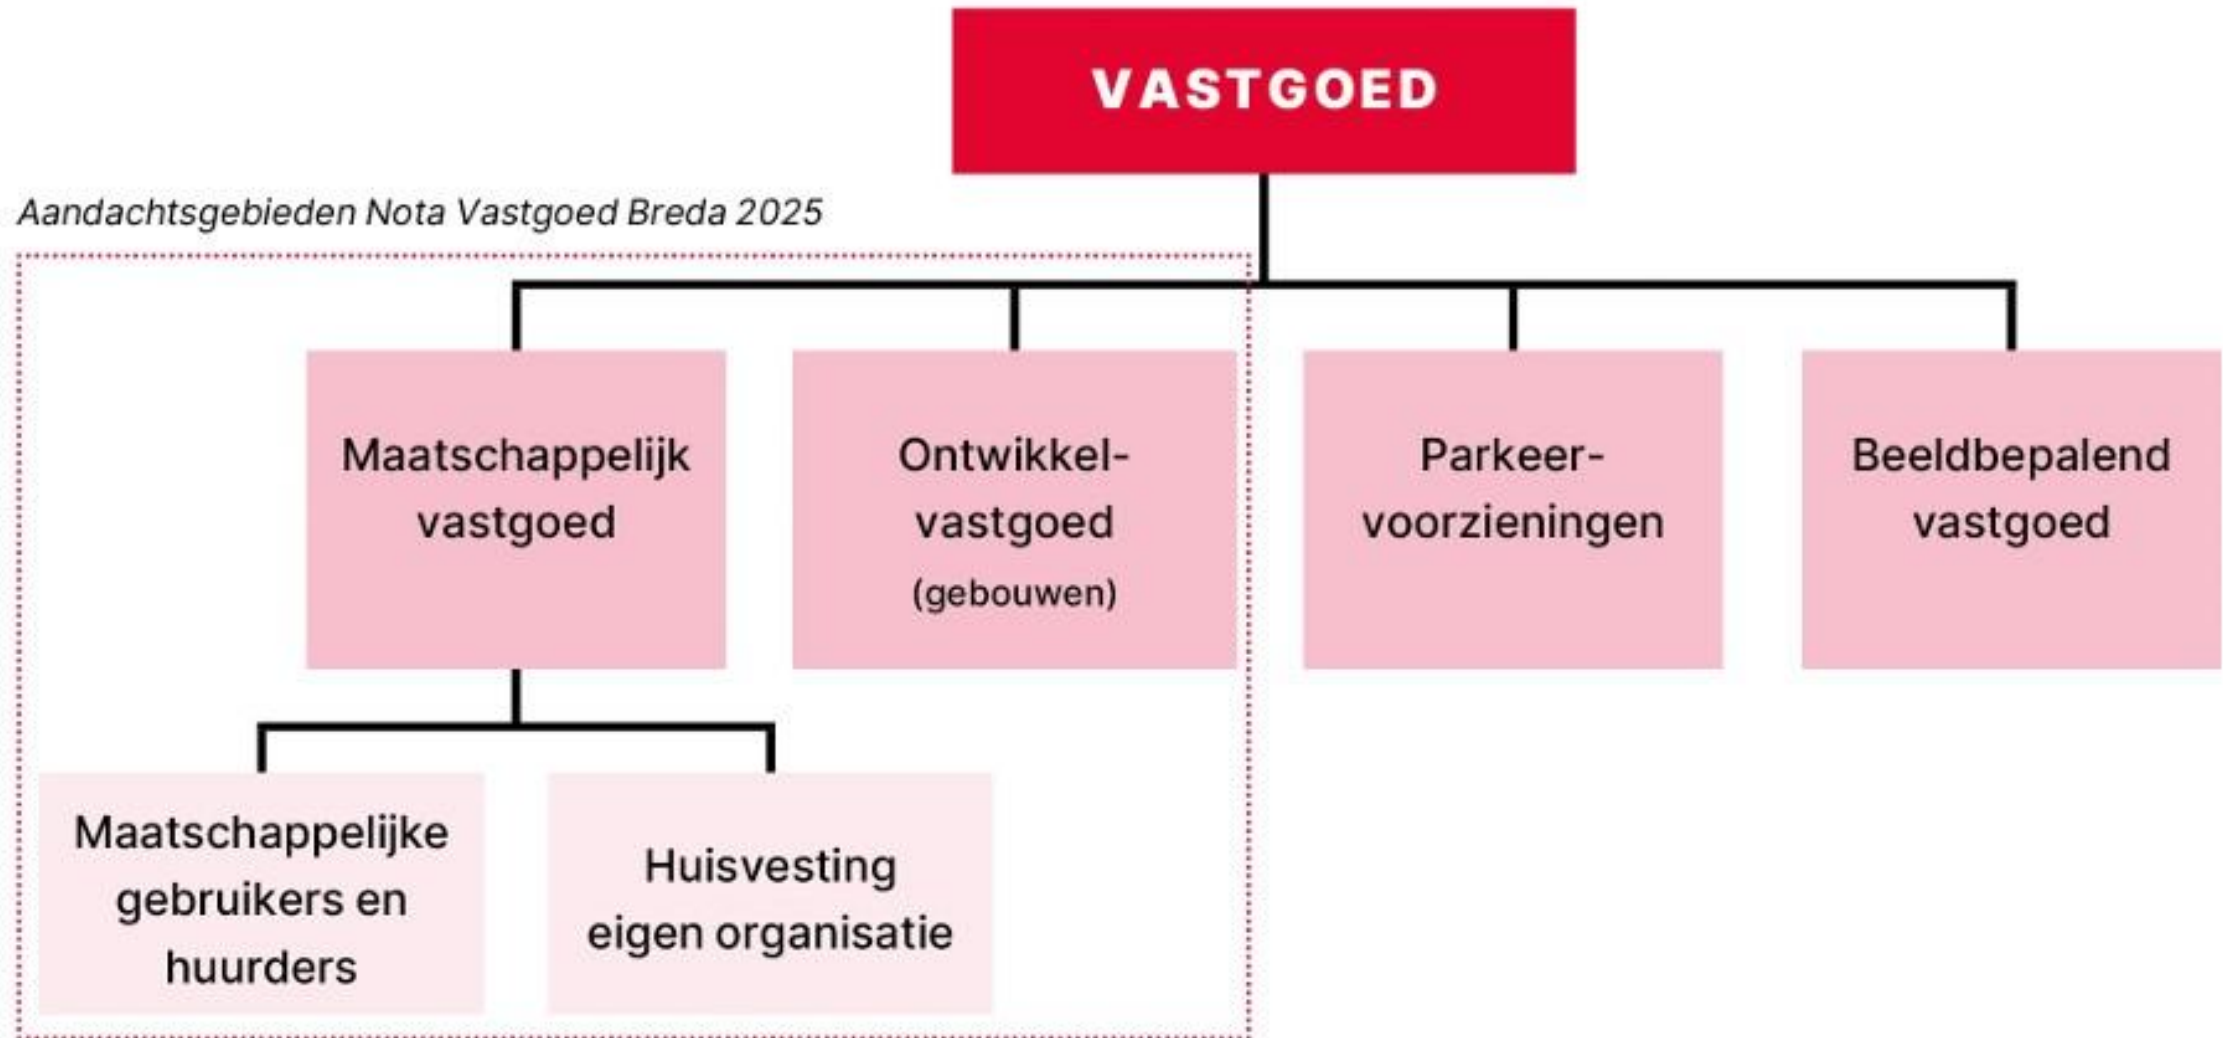 VASTGOED
Aandachtsgebieden Nota Vastgoed Breda 2025
Maatschappelijk
vastgoed
Ontwikkel-
vastgoed
(gebouwen)
Parkeer-
voorzieningen
Beeldbepalend
vastgoed
Maatschappelijke
gebruikers en
huurders
Huisvesting
eigen organisatie